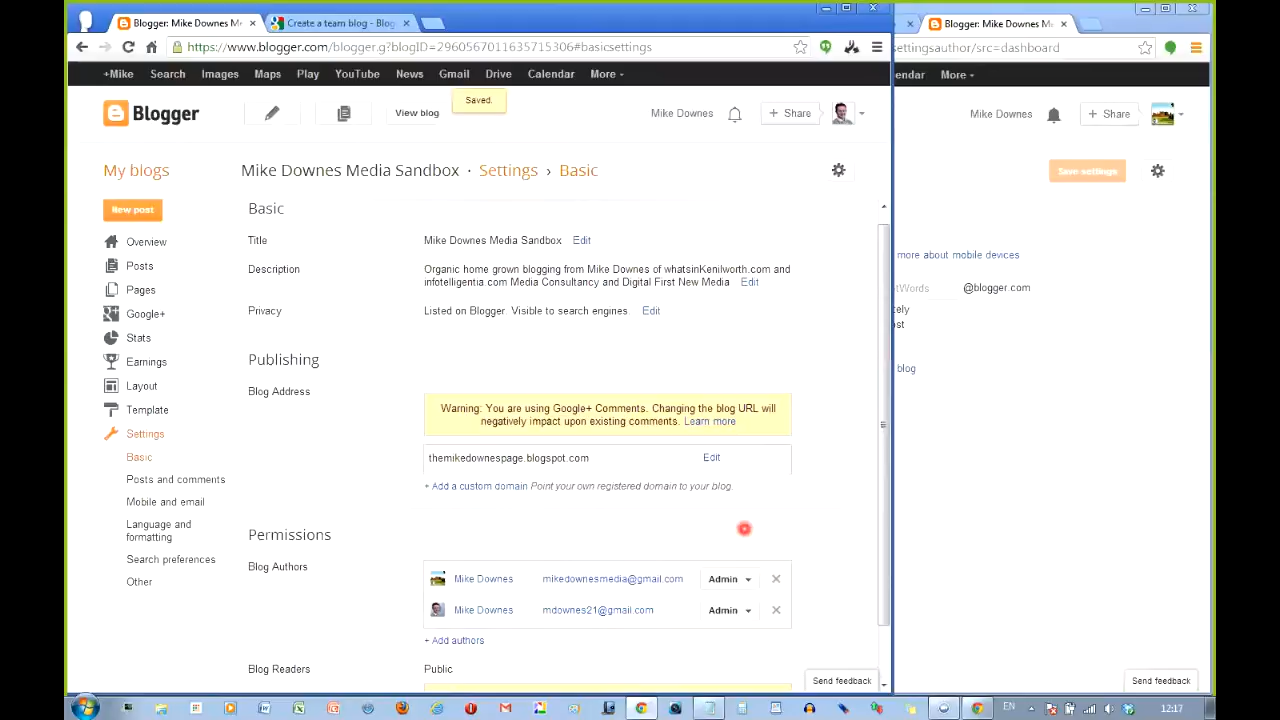 Blogger: Mike Downes M
Create a team blog - Blog
Blogger: Mike Downes M
https://www.blogger.com/blogger.g?blogID=2960567011635715306#basicsettings
settingsauthor/src=dashboard
+Mike Search Images Maps Play YouTube News Gmail Drive Calendar More
endar More
Saved.
Blogger
View blog
Mike Downes
+ Share
Mike Downes
+ Share
My blogs
Mike Downes Media Sandbox · Settings › Basic
Save settings
New post
Overview
Posts
Pages
Google+
Stats
Earnings
Layout
Template
Settings
Basic
Posts and comments
Mobile and email
Language and
formatting
Search preferences
Other
Basic
Title
Mike Downes Media Sandbox Edit
Description
Organic home grown blogging from Mike Downes of whatsinKenilworth.com and
infotelligentia.com Media Consultancy and Digital First New Media Edit
Privacy
Listed on Blogger Visible to search engines Edit
Publishing
Blog Address
Warning: You are using Google+ Comments. Changing the blog URL will
negatively impact upon existing comments. Learn more
themikedownespage.blogspot.com Edit
+ Add a custom domain Point your own registered domain to your blog.
Permissions
Blog Authors
Mike Downes mikedownesmedia@gmail.com Admin
Mike Downes mdownes21@gmail.com Admin
+ Add authors
Blog Readers
Public
Send feedback
more about mobile devices
tWords @blogger.com
ely
st
blog
Send feedback
EN
12:17